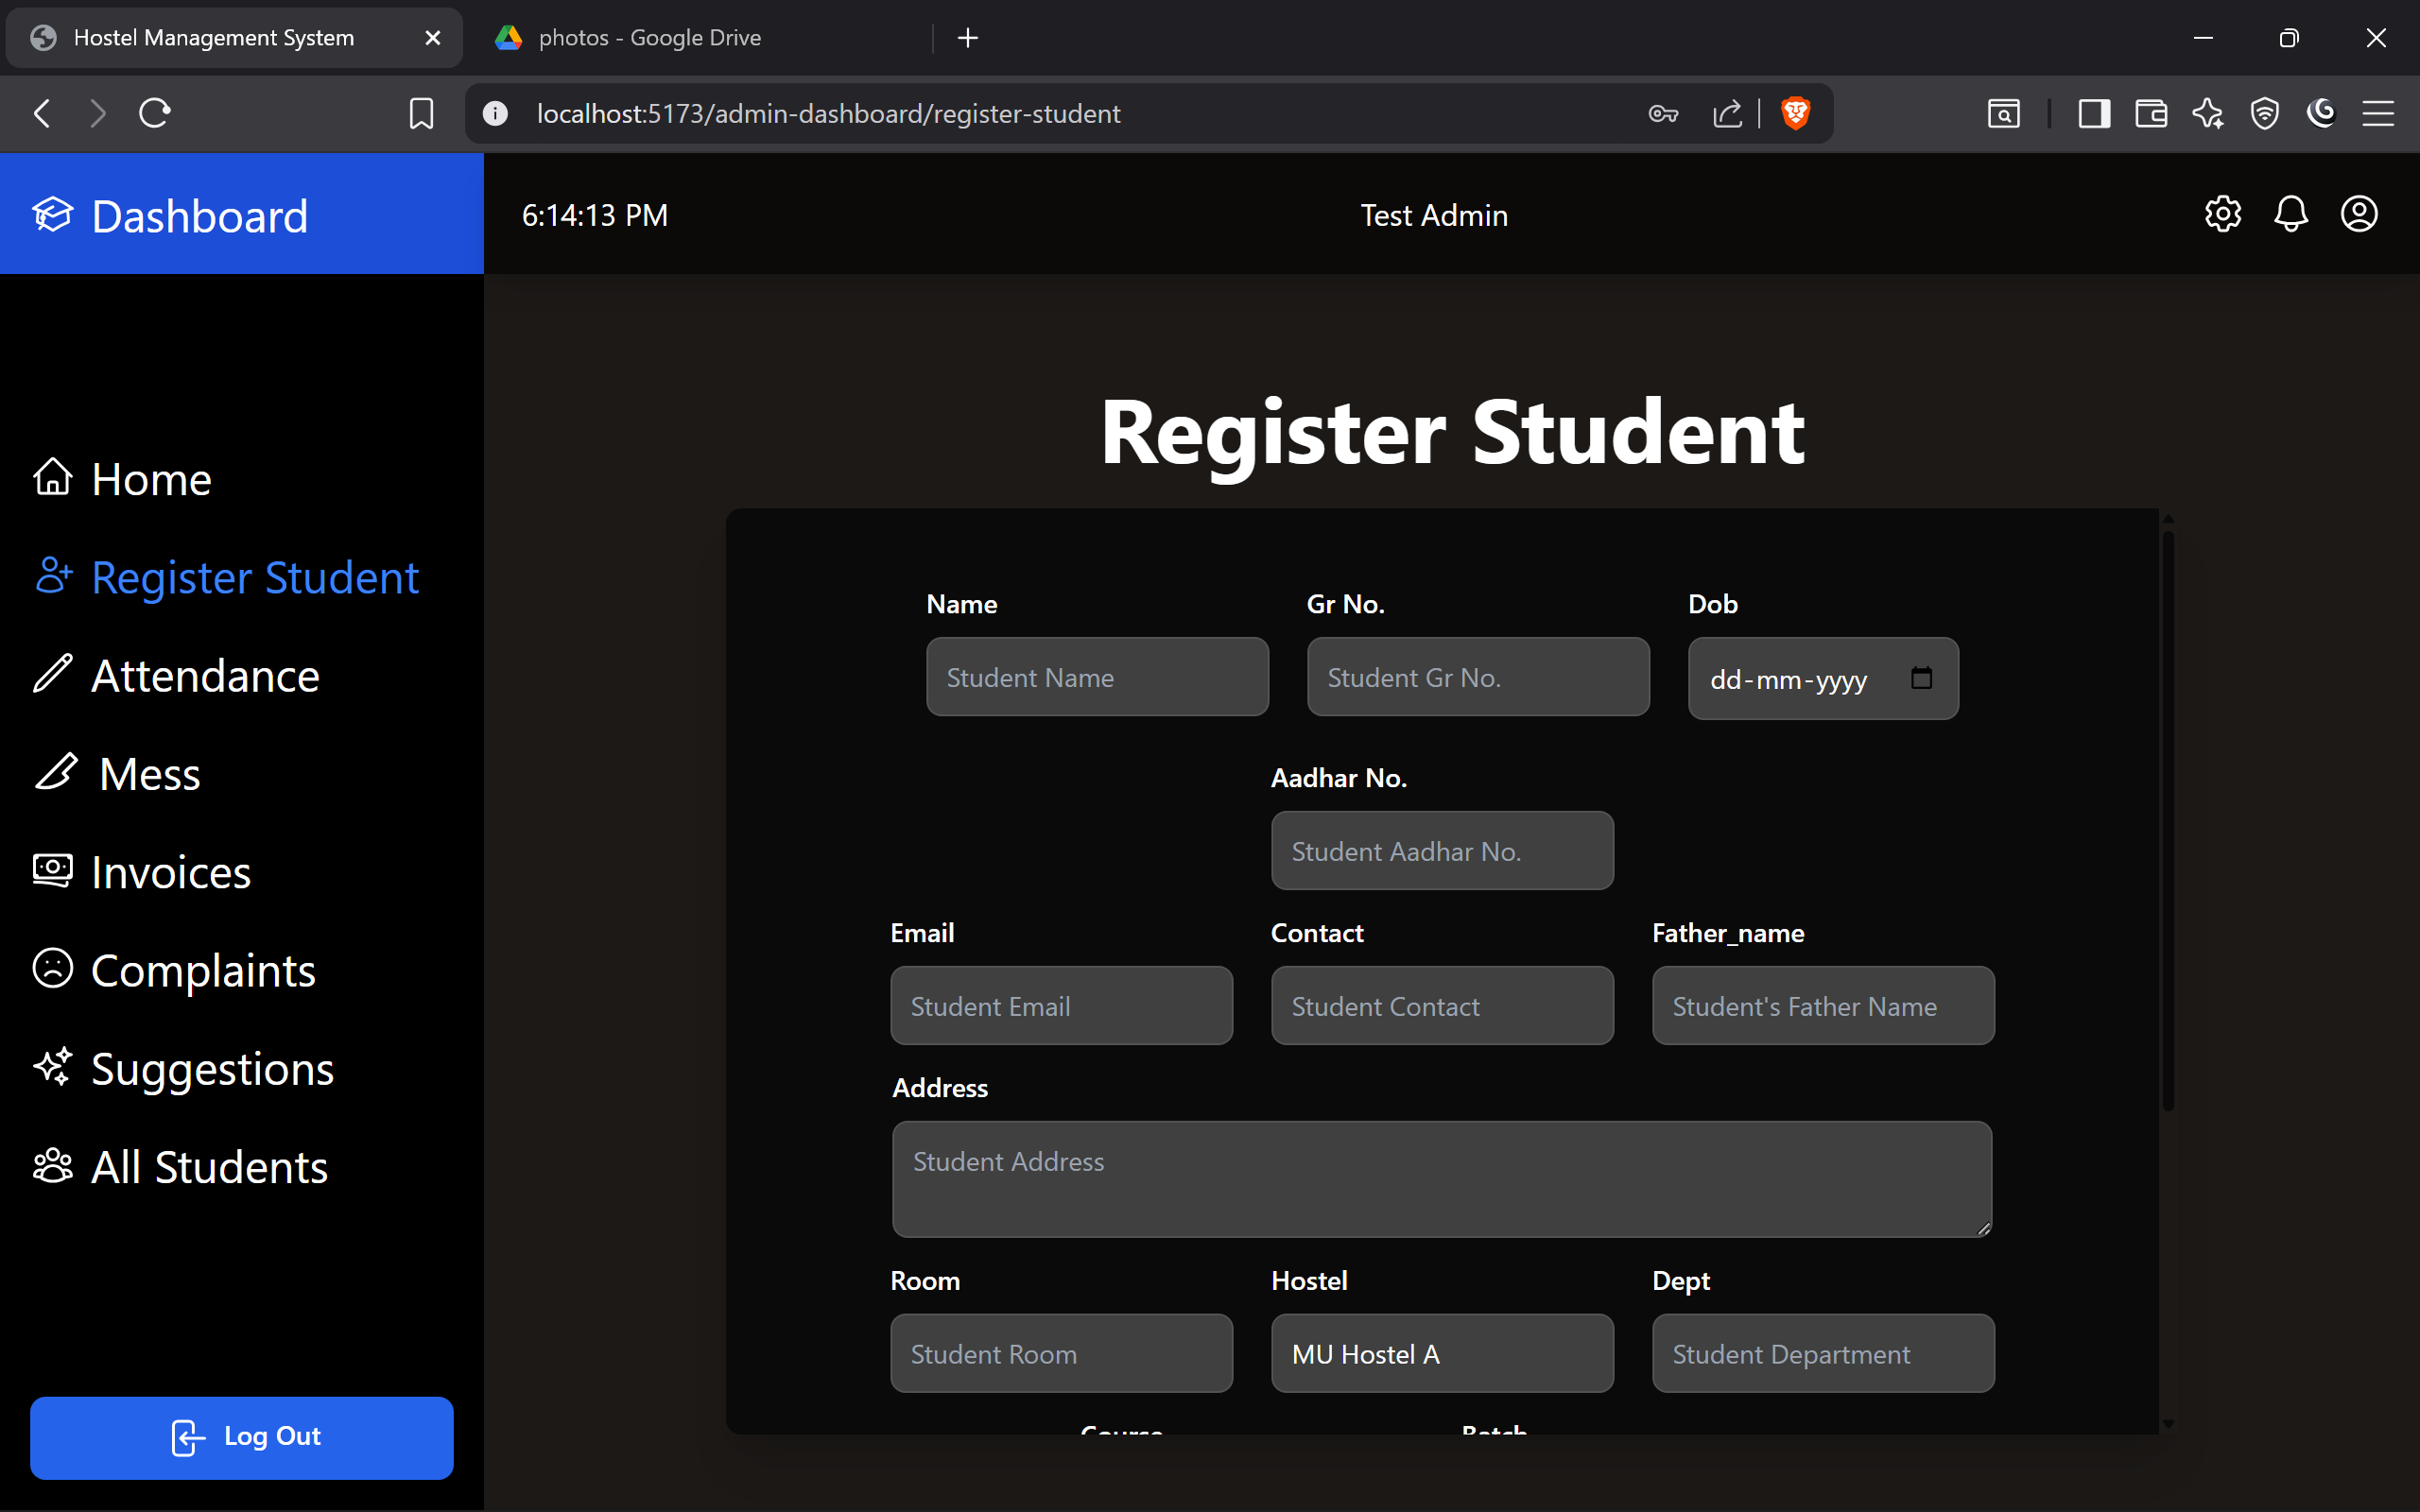 Hostel Management System
photos - Google Drive
localhost:5173/admin-dashboard/register-student
Dashboard
6:14:13 PM
Test Admin
Home
Register Student
Attendance
Mess
Invoices
Complaints
Suggestions
All Students
Log Out
Register Student
Name
Gr No.
Dob
Student Name
Student Gr No.
dd-mm-yyyy
Aadhar No.
Student Aadhar No.
Email
Contact
Father_name
Student Email
Student Contact
Student's Father Name
Address
Student Address
Room
Hostel
Dept
Student Room
MU Hostel A
Student Department
Course
Batch